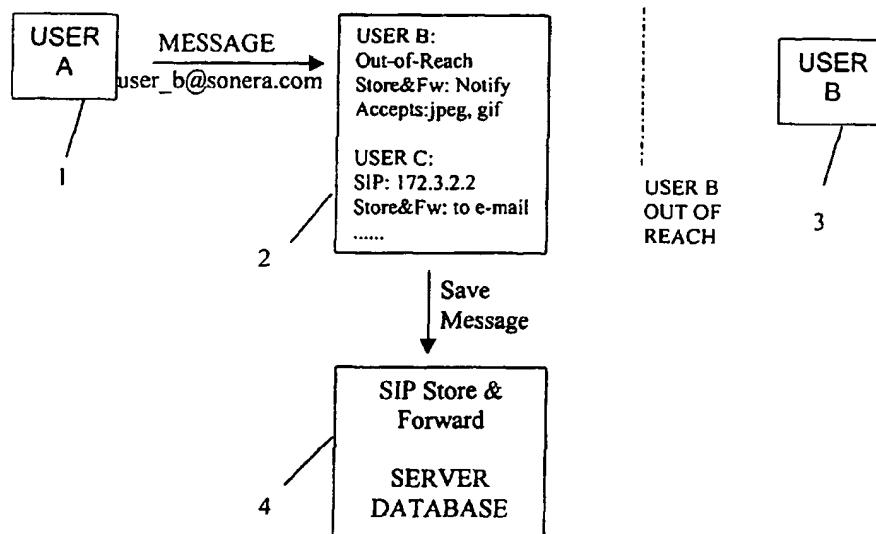 USER
A
MESSAGE
user_b@sonera.com
1
USER B:
Out-of-Reach
Store&Fw: Notify
Accepts:jpeg, gif
USER C:
SIP: 172.3.2.2
Store&Fw: to e-mail
......
2
USER B
OUT OF
REACH
USER
B
3
Save
Message
SIP Store &
Forward
SERVER
DATABASE
4